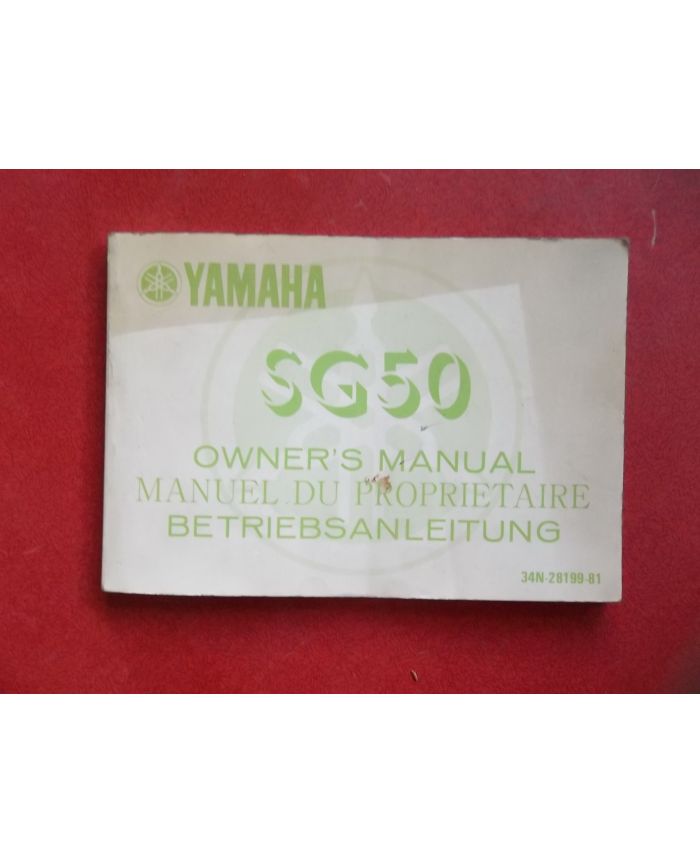 YAMAHA
SG50
OWNER'S MANUAL
MANUEL DU PROPRIETAIRE
BETRIEBSANLEITUNG
34N-28199-81